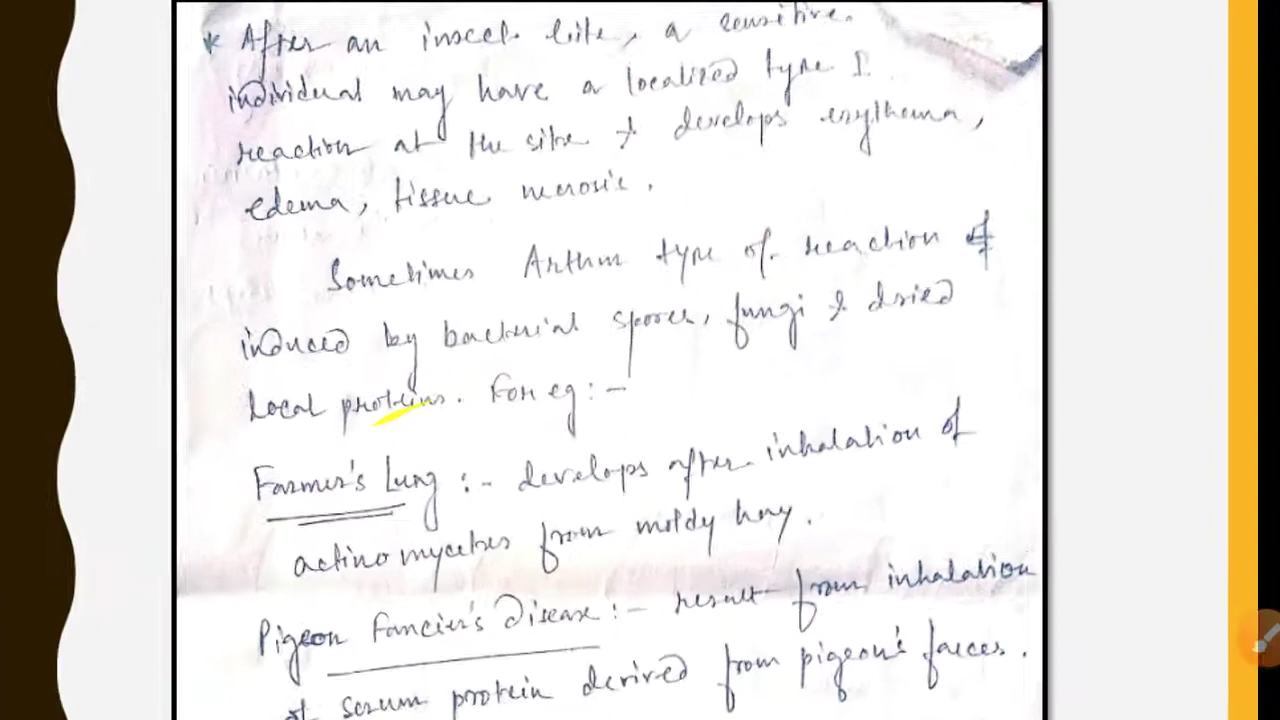 * After an insect bite, a sensitive.
individual may have a localized type I
reaction at the site & develops erythema,
edema, tissue necrosis.
Sometimes Arthus type of reaction
induced by bacterial spores, fungi & dried
local proteins. For eg:-
Farmer's Lung :- develops after inhalation of
actinomycetes from moldy hay.
Pigeon Fancier's Disease :- result from inhalation
of serum protein derived from pigeon's faeces.